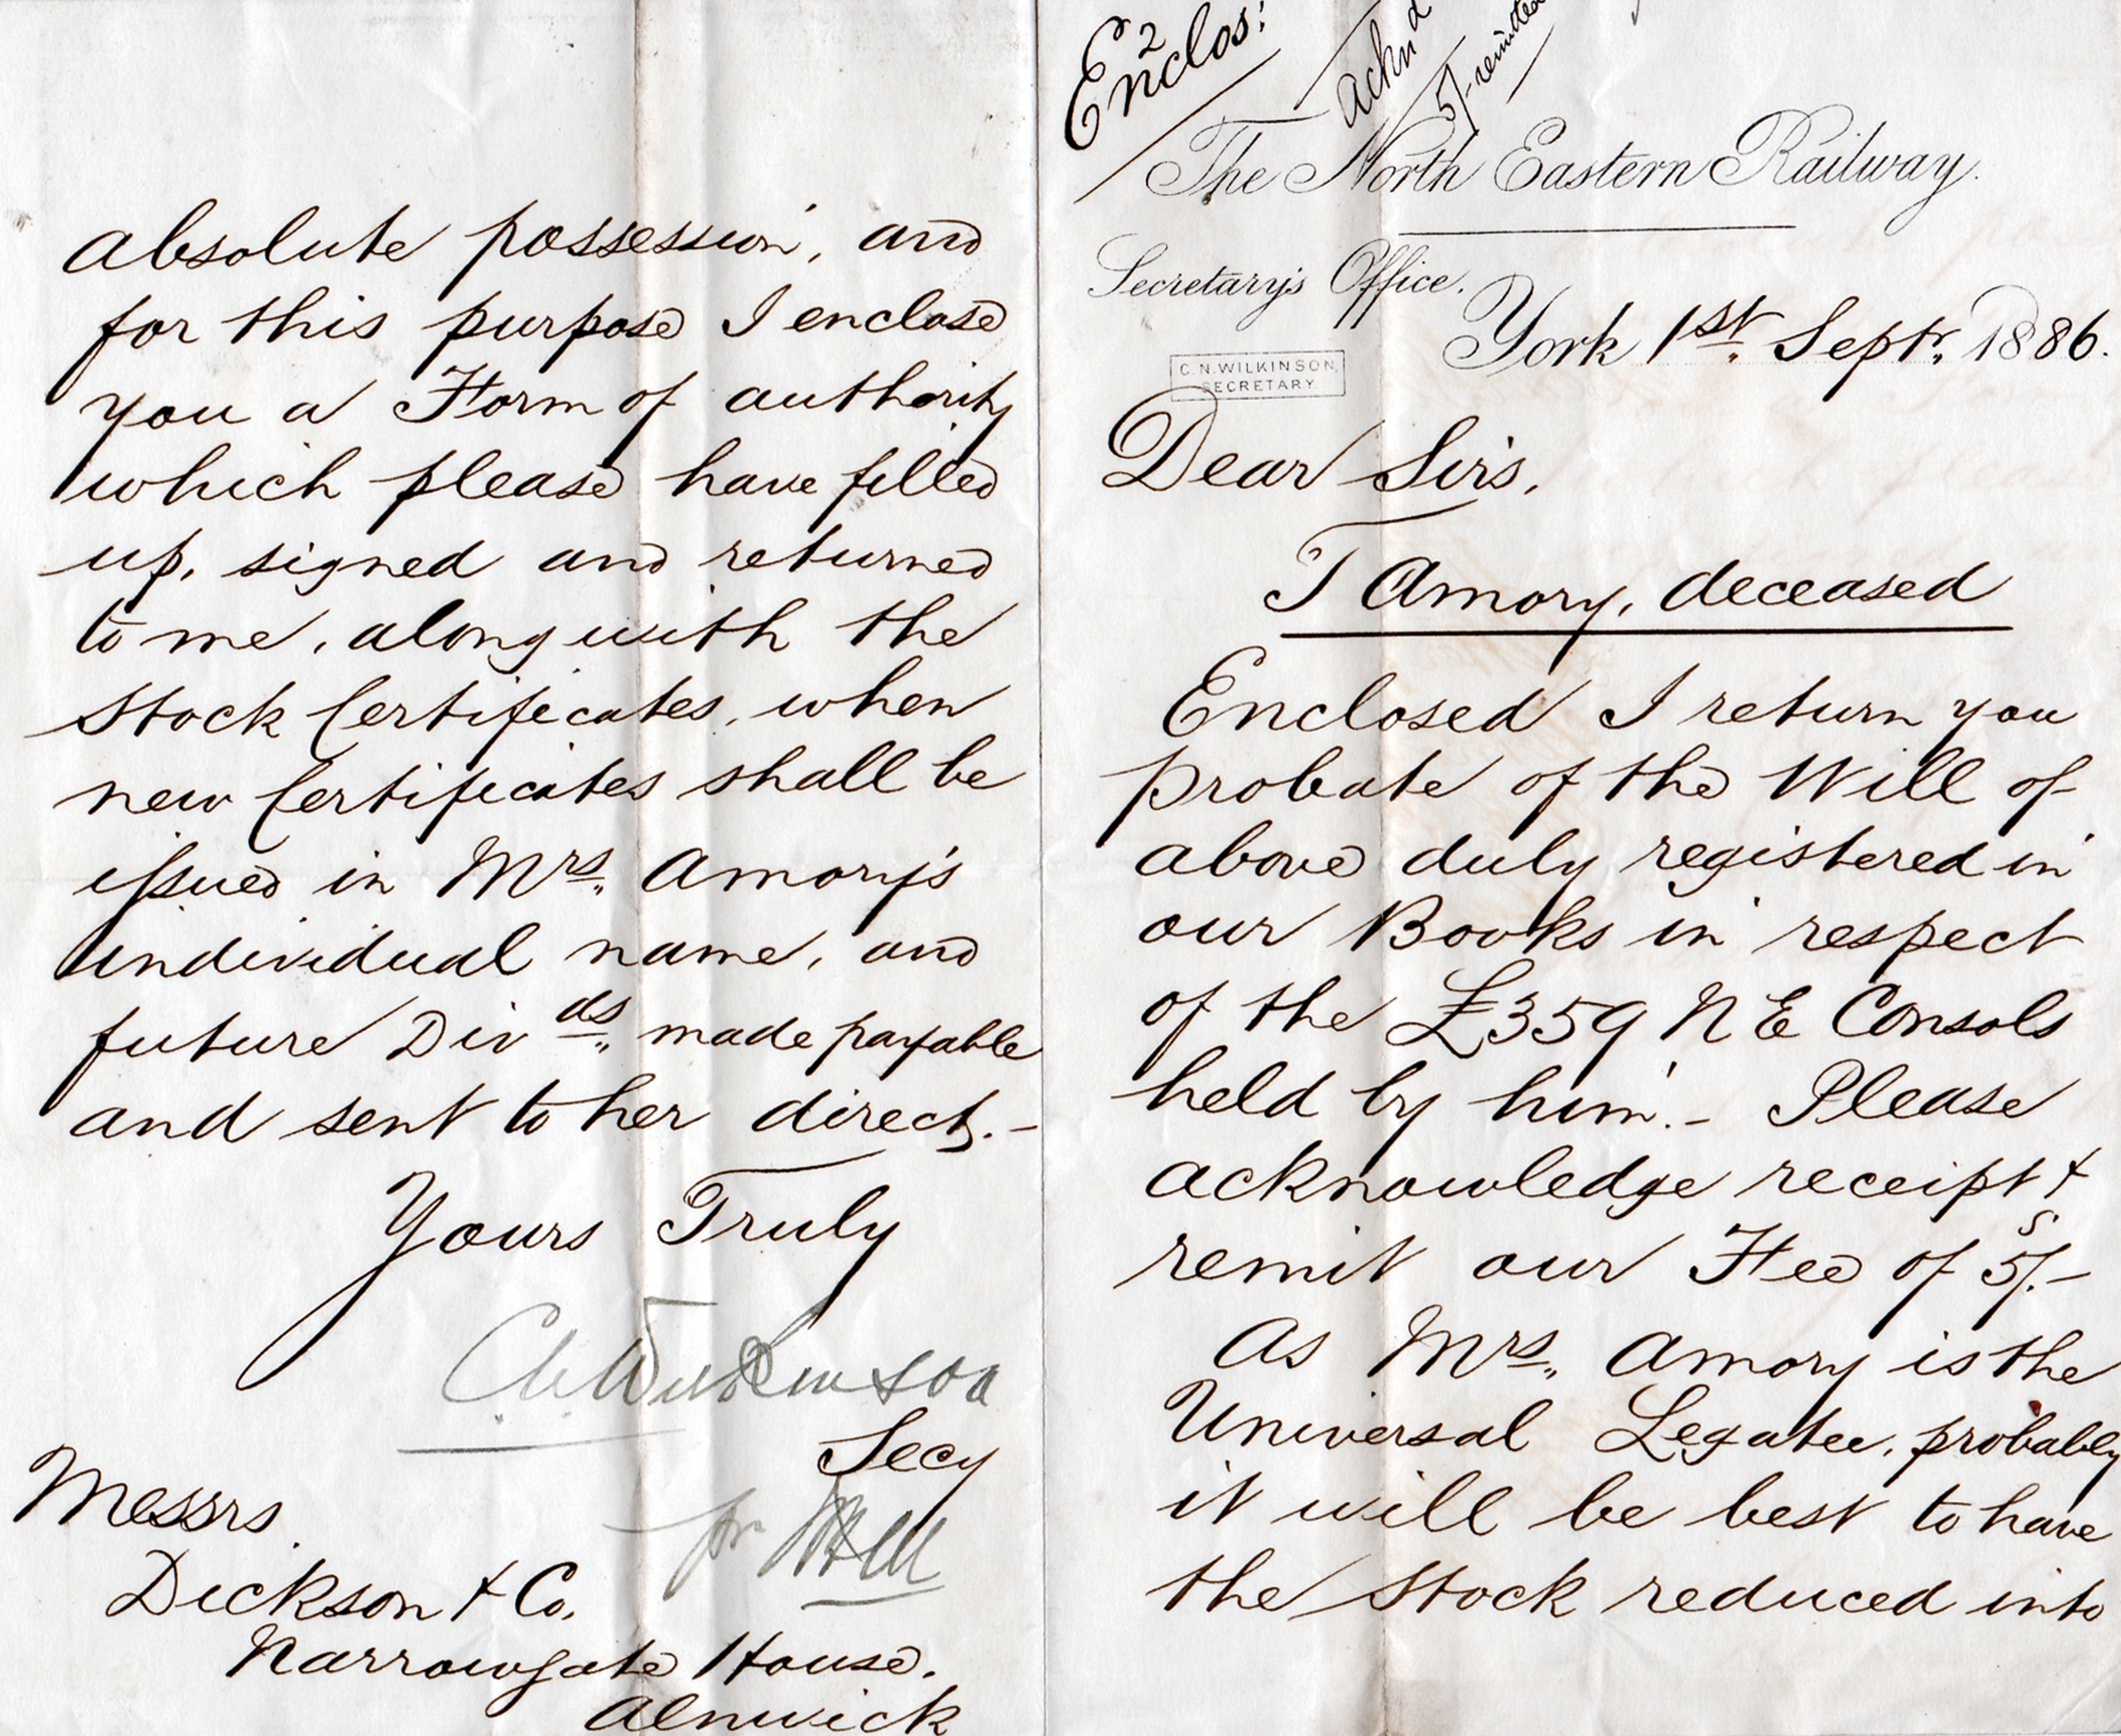 2
Enclos:
Ackn d
5/- remitted
The North Eastern Railway.
Secretary's Office.
York 1st Septr. 1886.
C.N. WILKINSON,
SECRETARY.
Dear Sirs,
T Amory, deceased
Enclosed I return you
probate of the Will of
above duly registered in
our Books in respect
of the £359 N E Consols
held by him. - Please
acknowledge receipt &
remit our Fee of 5/s. -
As Mrs. Amory is the
Universal Legatee, probably
it will be best to have
the Stock reduced into
absolute possession, and
for this purpose I enclose
you a Form of authority
which please have filled
up, signed and returned
to me, along with the
Stock Certificates, when
new Certificates shall be
issued in Mrs. Amory's
individual name, and
future Divds. made payable
and sent to her direct. -
Yours Truly
C.N. Wilkinson
Secy
pr
Messrs.
Dickson & Co.
Narrowgate House.
Alnwick